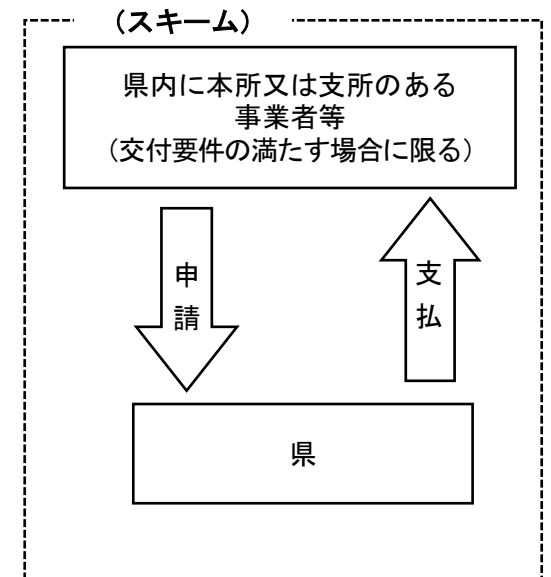 （スキーム）
県内に本所又は支所のある
事業者等
（交付要件の満たす場合に限る）
申請
支払
県